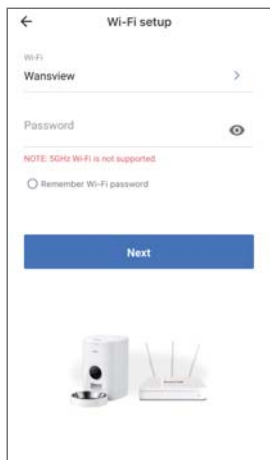 Wi-Fi setup
Wi-Fi
Wansview
Password
NOTE: 5GHz Wi-Fi is not supported
Remember Wi-Fi password
Next